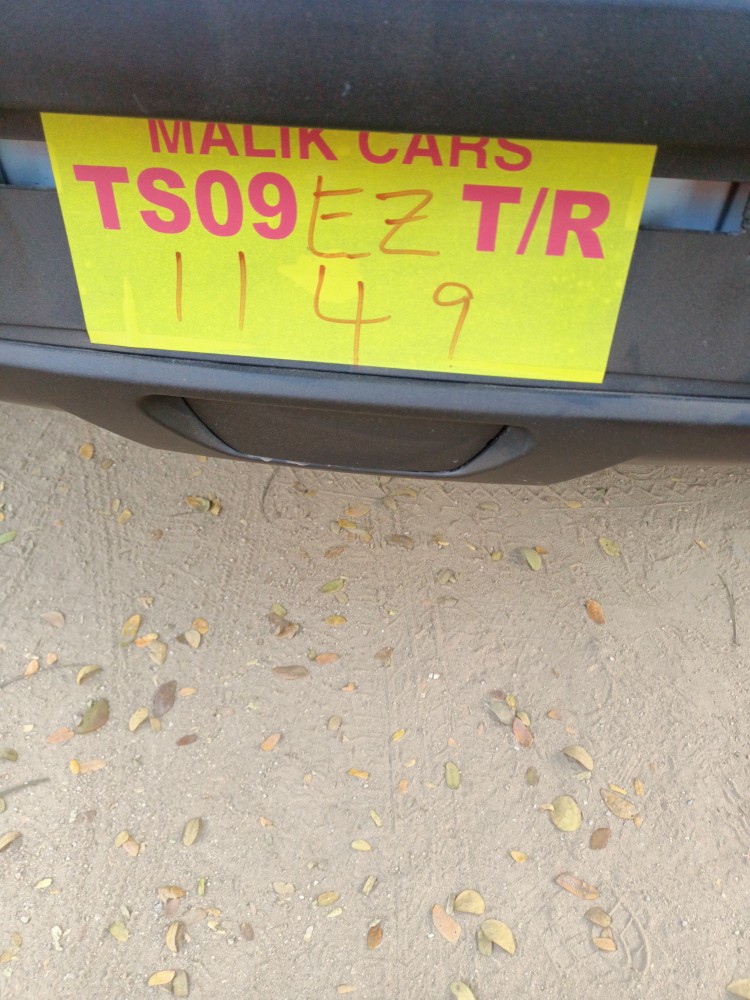 MALIK CARS
TS09 EZ T/R
1149